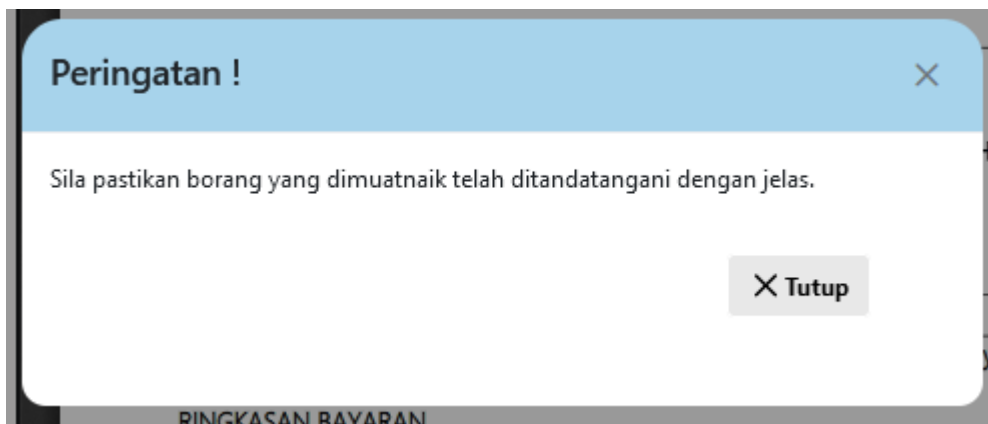 Peringatan !
Sila pastikan borang yang dimuatnaik telah ditandatangani dengan jelas.
Tutup
RINGKASAN BAYARAN